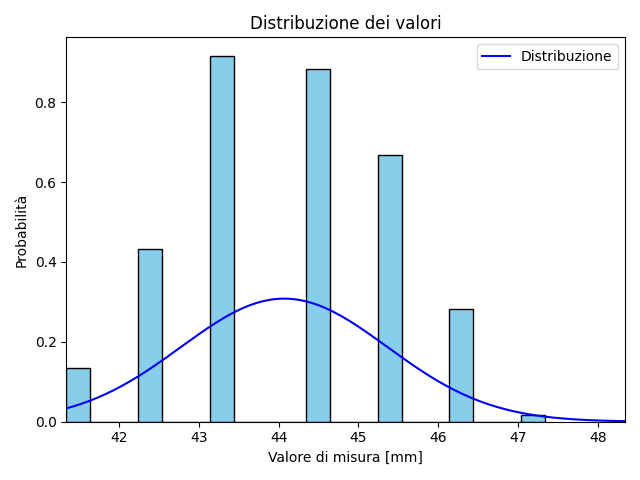 Distribuzione dei valori
Distribuzione
Probabilità
0.8
0.6
0.4
0.2
0.0
42 43 44 45 46 47 48
Valore di misura [mm]